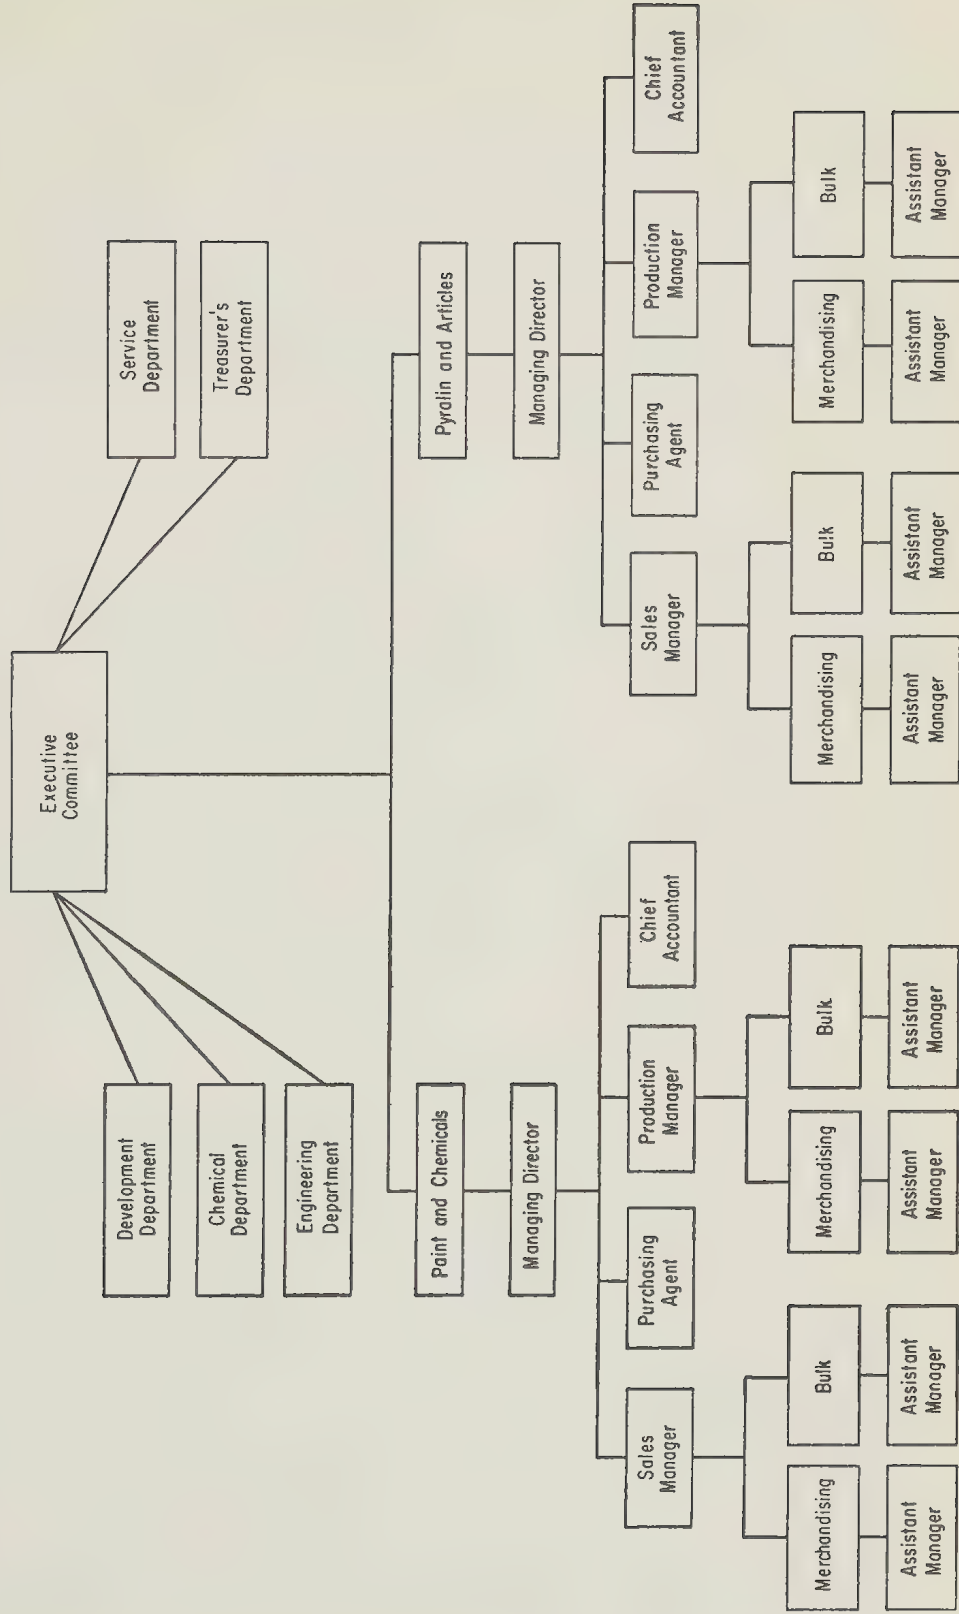 Executive
Committee
Development
Department
Service
Department
Chemical
Department
Treasurer's
Department
Engineering
Department
Paint and Chemicals
Pyralin and Articles
Managing Director
Managing Director
Sales
Manager
Purchasing
Agent
Production
Manager
Chief
Accountant
Sales
Manager
Purchasing
Agent
Production
Manager
Chief
Accountant
Merchandising
Bulk
Merchandising
Bulk
Merchandising
Bulk
Merchandising
Bulk
Assistant
Manager
Assistant
Manager
Assistant
Manager
Assistant
Manager
Assistant
Manager
Assistant
Manager
Assistant
Manager
Assistant
Manager